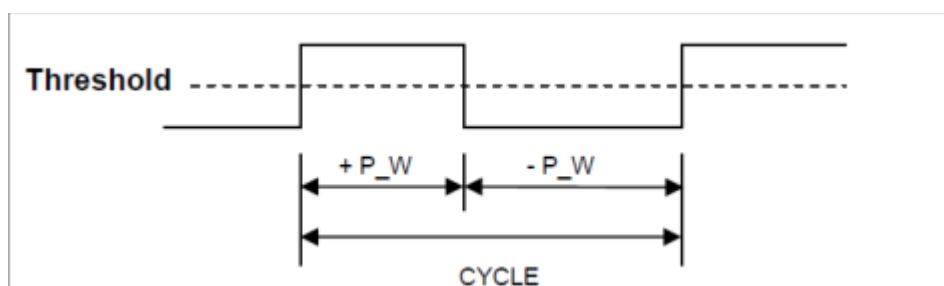 Threshold
+ P_W
- P_W
CYCLE